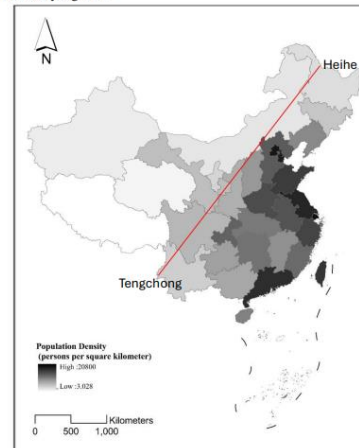 N
Heihe
Tengchong
Population Density
(persons per square kilometer)
High :20800
Low :3.028
Kilometers
0 500 1,000